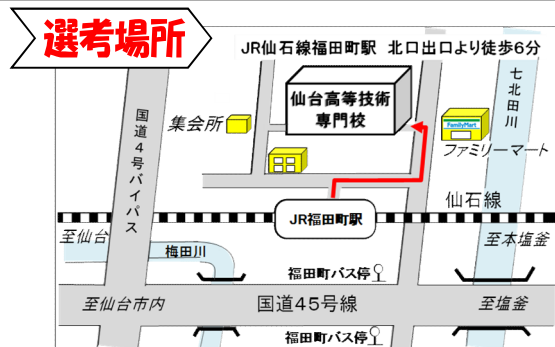 選考場所
JR仙石線福田町駅 北口出口より徒歩6分
仙台高等技術
専門校
集会所
国道4号バイパス
七北田川
FamilyMart
ファミリーマート
仙石線
JR福田町駅
至仙台
至本塩釜
梅田川
福田町バス停
至仙台市内
国道45号線
至塩釜
福田町バス停